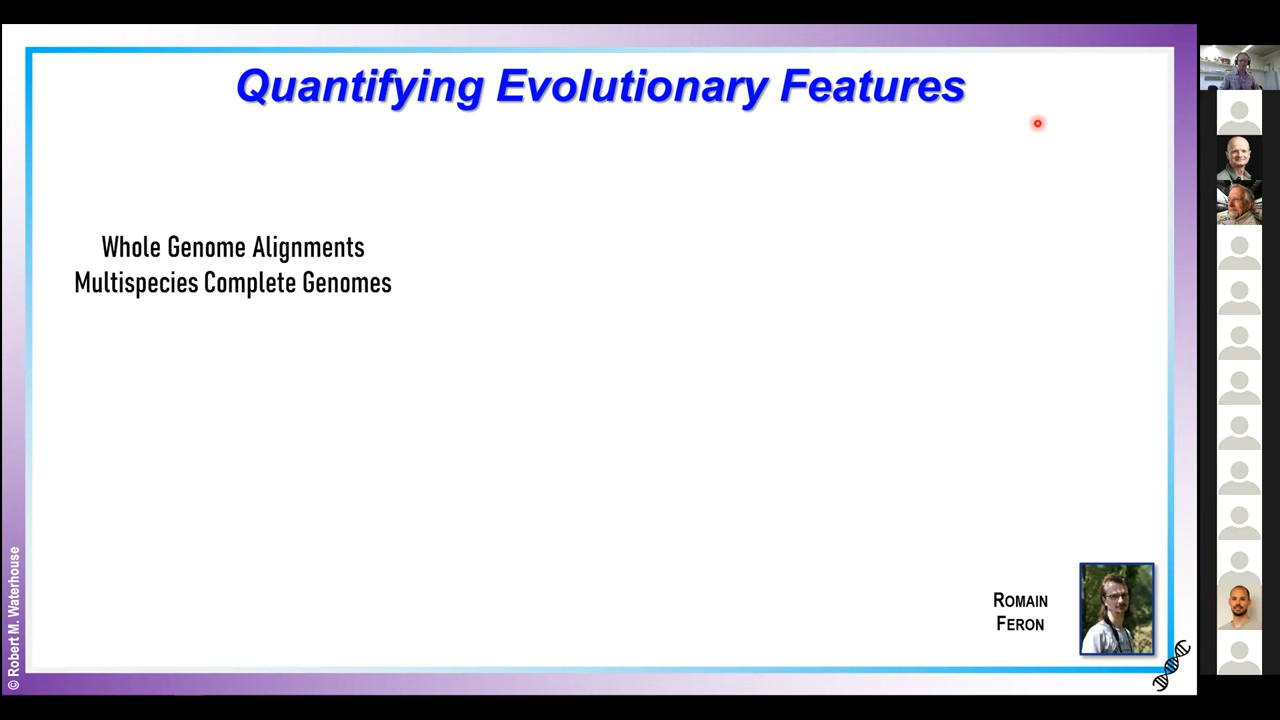 Quantifying Evolutionary Features
Whole Genome Alignments
Multispecies Complete Genomes
ROMAIN
FERON
© Robert M. Waterhouse